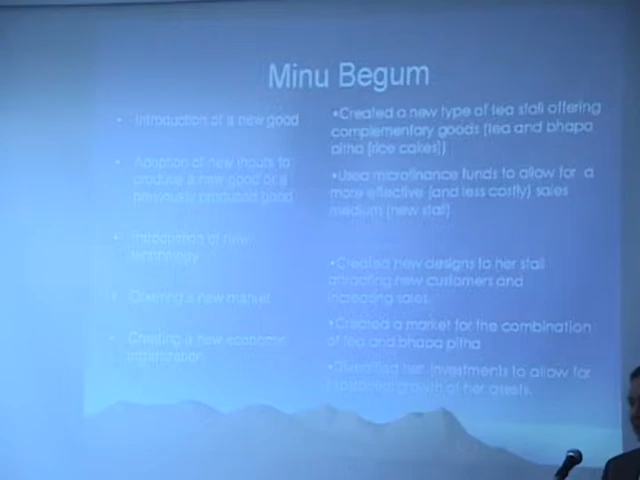 Minu Begum
• Introduction of a new good
• Adoption of new inputs to
produce a new good or a
previously produced good
• Introduction of new
technology
• Opening a new market
• Creating a new economic
organization
•Created a new type of tea stall offering
complementary goods (tea and bhapa
pitha (rice cakes))
•Used microfinance funds to allow for a
more effective (and less costly) sales
medium (new stall)
•Created new designs to her stall
attracting new customers and
increasing sales.
•Created a market for the combination
of tea and bhapa pitha
•Diversified her investments to allow for
growth of her assets.